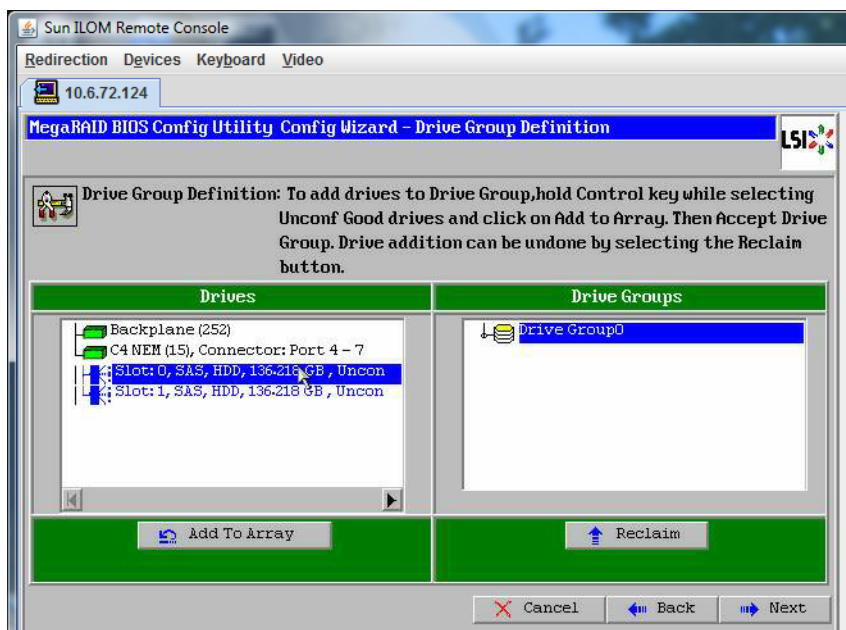 Sun ILOM Remote Console
Redirection Devices Keyboard Video
10.6.72.124
MegaRAID BIOS Config Utility Config Wizard - Drive Group Definition
LSI
Drive Group Definition: To add drives to Drive Group,hold Control key while selecting
Unconf Good drives and click on Add to Array. Then Accept Drive
Group. Drive addition can be undone by selecting the Reclaim
button.
Drives
Drive Groups
Backplane (252)
C4 NEM (15), Connector: Port 4 - 7
Slot: 0, SAS, HDD, 136.218 GB , Uncon
Slot: 1, SAS, HDD, 136.218 GB , Uncon
Drive Group0
Add To Array
Reclaim
Cancel
Back
Next